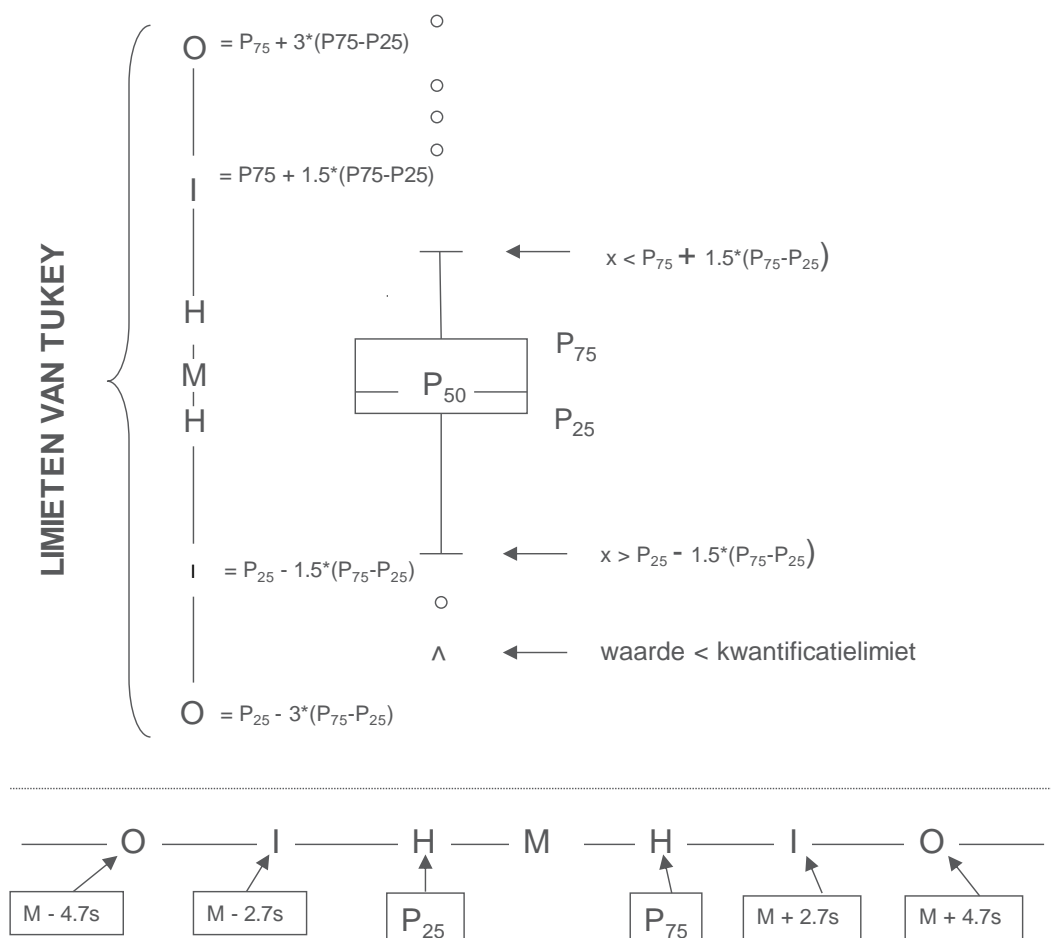 LIMIETEN VAN TUKEY
O = P75 + 3*(P75-P25)
I = P75 + 1.5*(P75-P25)
x < P75 + 1.5*(P75-P25)
H
P75
M
P50
H
P25
x > P25 - 1.5*(P75-P25)
I = P25 - 1.5*(P75-P25)
^ waarde < kwantificatielimiet
O = P25 - 3*(P75-P25)
O I H M H I O
M - 4.7s M - 2.7s P25 P75 M + 2.7s M + 4.7s